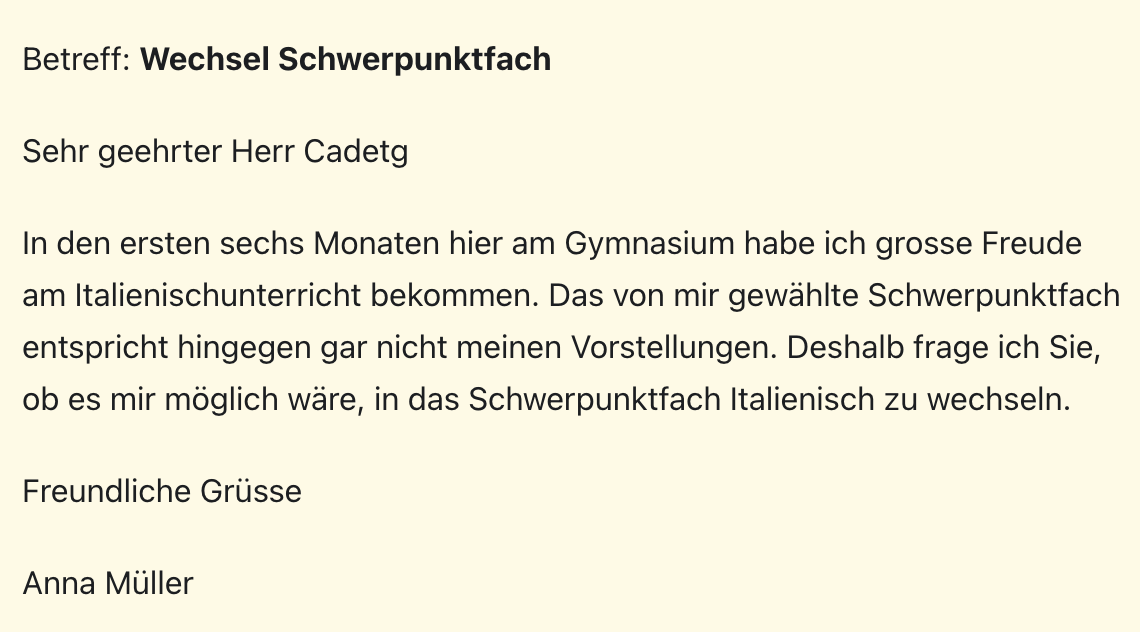 Betreff: Wechsel Schwerpunktfach
Sehr geehrter Herr Cadetg
In den ersten sechs Monaten hier am Gymnasium habe ich grosse Freude
am Italienischunterricht bekommen. Das von mir gewählte Schwerpunktfach
entspricht hingegen gar nicht meinen Vorstellungen. Deshalb frage ich Sie,
ob es mir möglich wäre, in das Schwerpunktfach Italienisch zu wechseln.
Freundliche Grüsse
Anna Müller